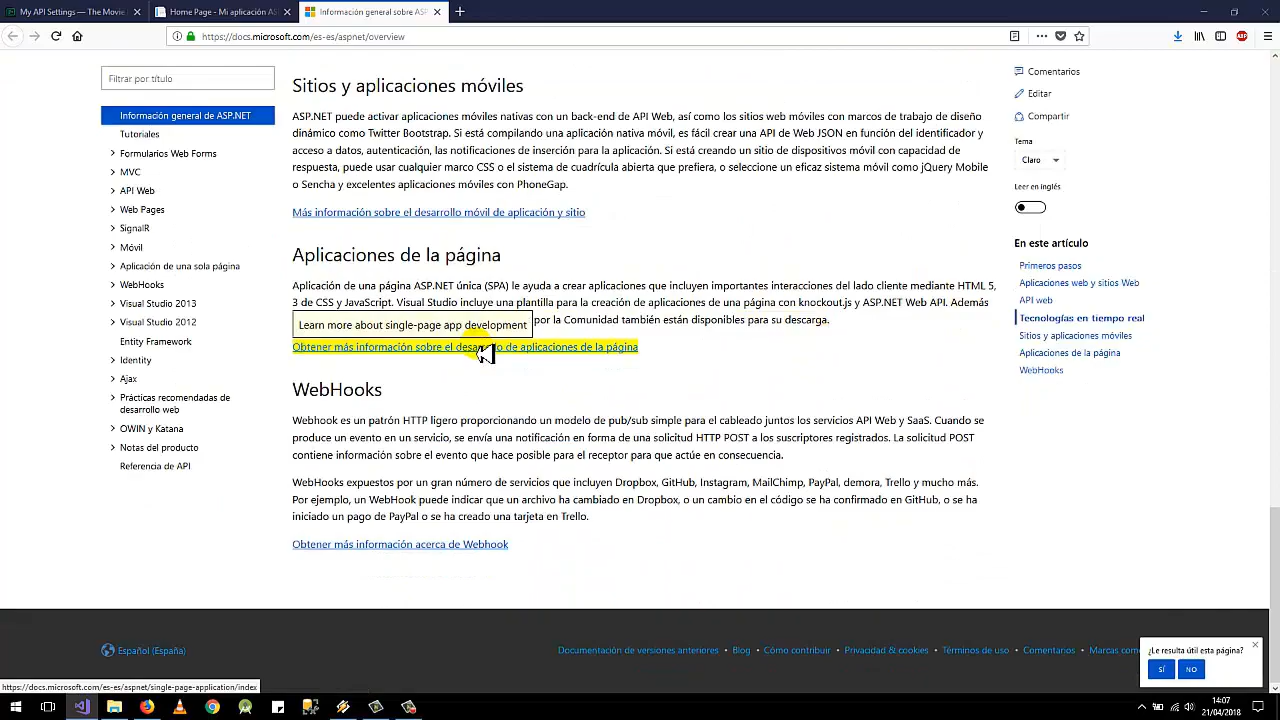 My API Settings — The Movie
Home Page - Mi aplicación AS
Información general sobre ASP
https://docs.microsoft.com/es-es/aspnet/overview
Filtrar por título
Información general de ASP.NET
Tutoriales
Formularios Web Forms
MVC
API Web
Web Pages
SignalR
Móvil
Aplicación de una sola página
WebHooks
Visual Studio 2013
Visual Studio 2012
Entity Framework
Identity
Ajax
Prácticas recomendadas de
desarrollo web
OWIN y Katana
Notas del producto
Referencia de API
Sitios y aplicaciones móviles
ASP.NET puede activar aplicaciones móviles nativas con un back-end de API Web, así como los sitios web móviles con marcos de trabajo de diseño
dinámico como Twitter Bootstrap. Si está compilando una aplicación nativa móvil, es fácil crear una API de Web JSON en función del identificador y
acceso a datos, autenticación, las notificaciones de inserción para la aplicación. Si está creando un sitio de dispositivos móvil con capacidad de
respuesta, puede usar cualquier marco CSS o el sistema de cuadrícula abierta que prefiera, o seleccione un eficaz sistema móvil como jQuery Mobile
o Sencha y excelentes aplicaciones móviles con PhoneGap.
Más información sobre el desarrollo móvil de aplicación y sitio
Aplicaciones de la página
Aplicación de una página ASP.NET única (SPA) le ayuda a crear aplicaciones que incluyen importantes interacciones del lado cliente mediante HTML 5,
3 de CSS y JavaScript. Visual Studio incluye una plantilla para la creación de aplicaciones de una página con knockout.js y ASP.NET Web API. Además
por la Comunidad también están disponibles para su descarga.
Learn more about single-page app development
Obtener más información sobre el desa o de aplicaciones de la página
WebHooks
Webhook es un patrón HTTP ligero proporcionando un modelo de pub/sub simple para el cableado juntos los servicios API Web y SaaS. Cuando se
produce un evento en un servicio, se envía una notificación en forma de una solicitud HTTP POST a los suscriptores registrados. La solicitud POST
contiene información sobre el evento que hace posible para el receptor para que actúe en consecuencia.
WebHooks expuestos por un gran número de servicios que incluyen Dropbox, GitHub, Instagram, MailChimp, PayPal, demora, Trello y mucho más.
Por ejemplo, un WebHook puede indicar que un archivo ha cambiado en Dropbox, o un cambio en el código se ha confirmado en GitHub, o se ha
iniciado un pago de PayPal o se ha creado una tarjeta en Trello.
Obtener más información acerca de Webhook
Comentarios
Editar
Compartir
Tema
Claro
Leer en inglés
En este artículo
Primeros pasos
Aplicaciones web y sitios Web
API web
Tecnologías en tiempo real
Sitios y aplicaciones móviles
Aplicaciones de la página
WebHooks
Español (España)
Documentación de versiones anteriores • Blog • Cómo contribuir • Privacidad & cookies • Términos de uso • Comentarios • Marcas com
¿Le resulta útil esta página?
SÍ
NO
https://docs.microsoft.com/es-es/aspnet/single-page-application/index
14:07
21/04/2018